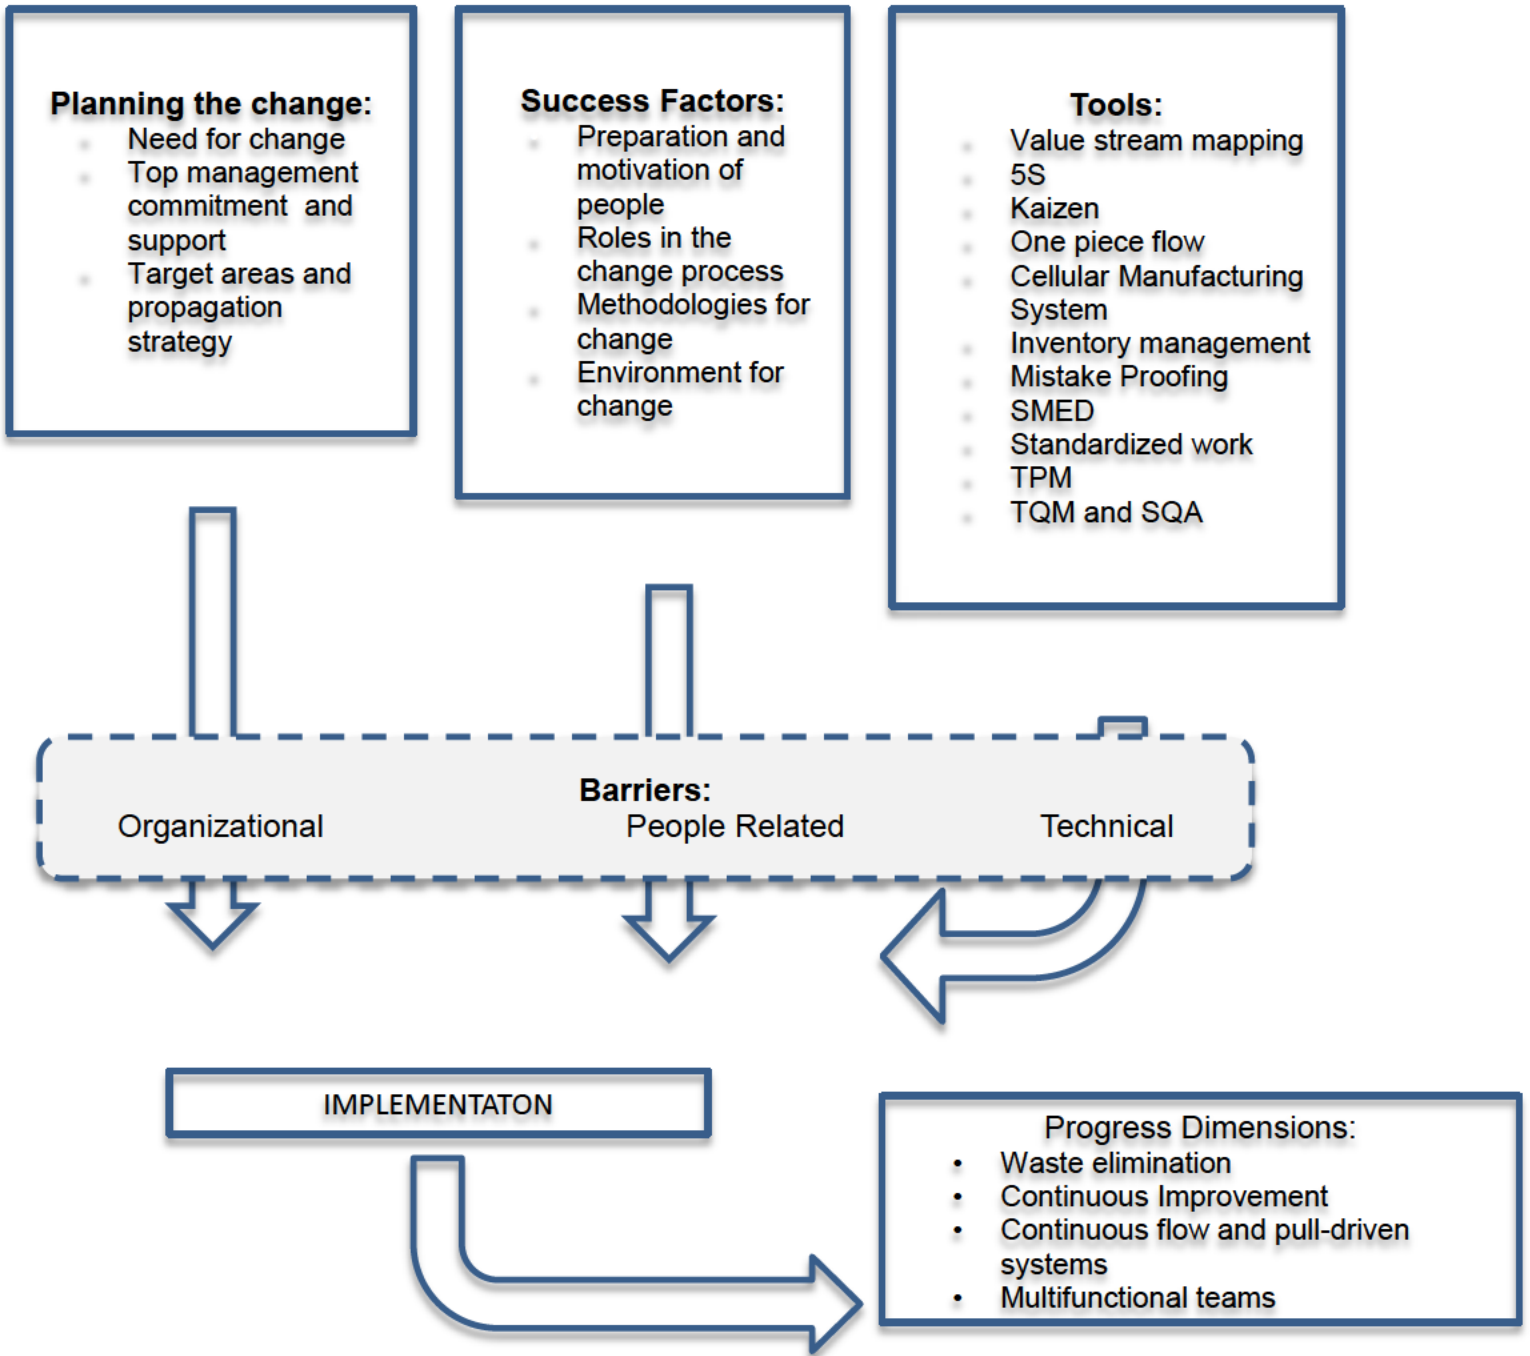 Planning the change:
Need for change
Top management
commitment and
support
Target areas and
propagation
strategy
Success Factors:
Preparation and
motivation of
people
Roles in the
change process
Methodologies for
change
Environment for
change
Tools:
Value stream mapping
5S
Kaizen
One piece flow
Cellular Manufacturing
System
Inventory management
Mistake Proofing
SMED
Standardized work
TPM
TQM and SQA
Barriers:
Organizational People Related Technical
IMPLEMENTATON
Progress Dimensions:
• Waste elimination
• Continuous Improvement
• Continuous flow and pull-driven
systems
• Multifunctional teams